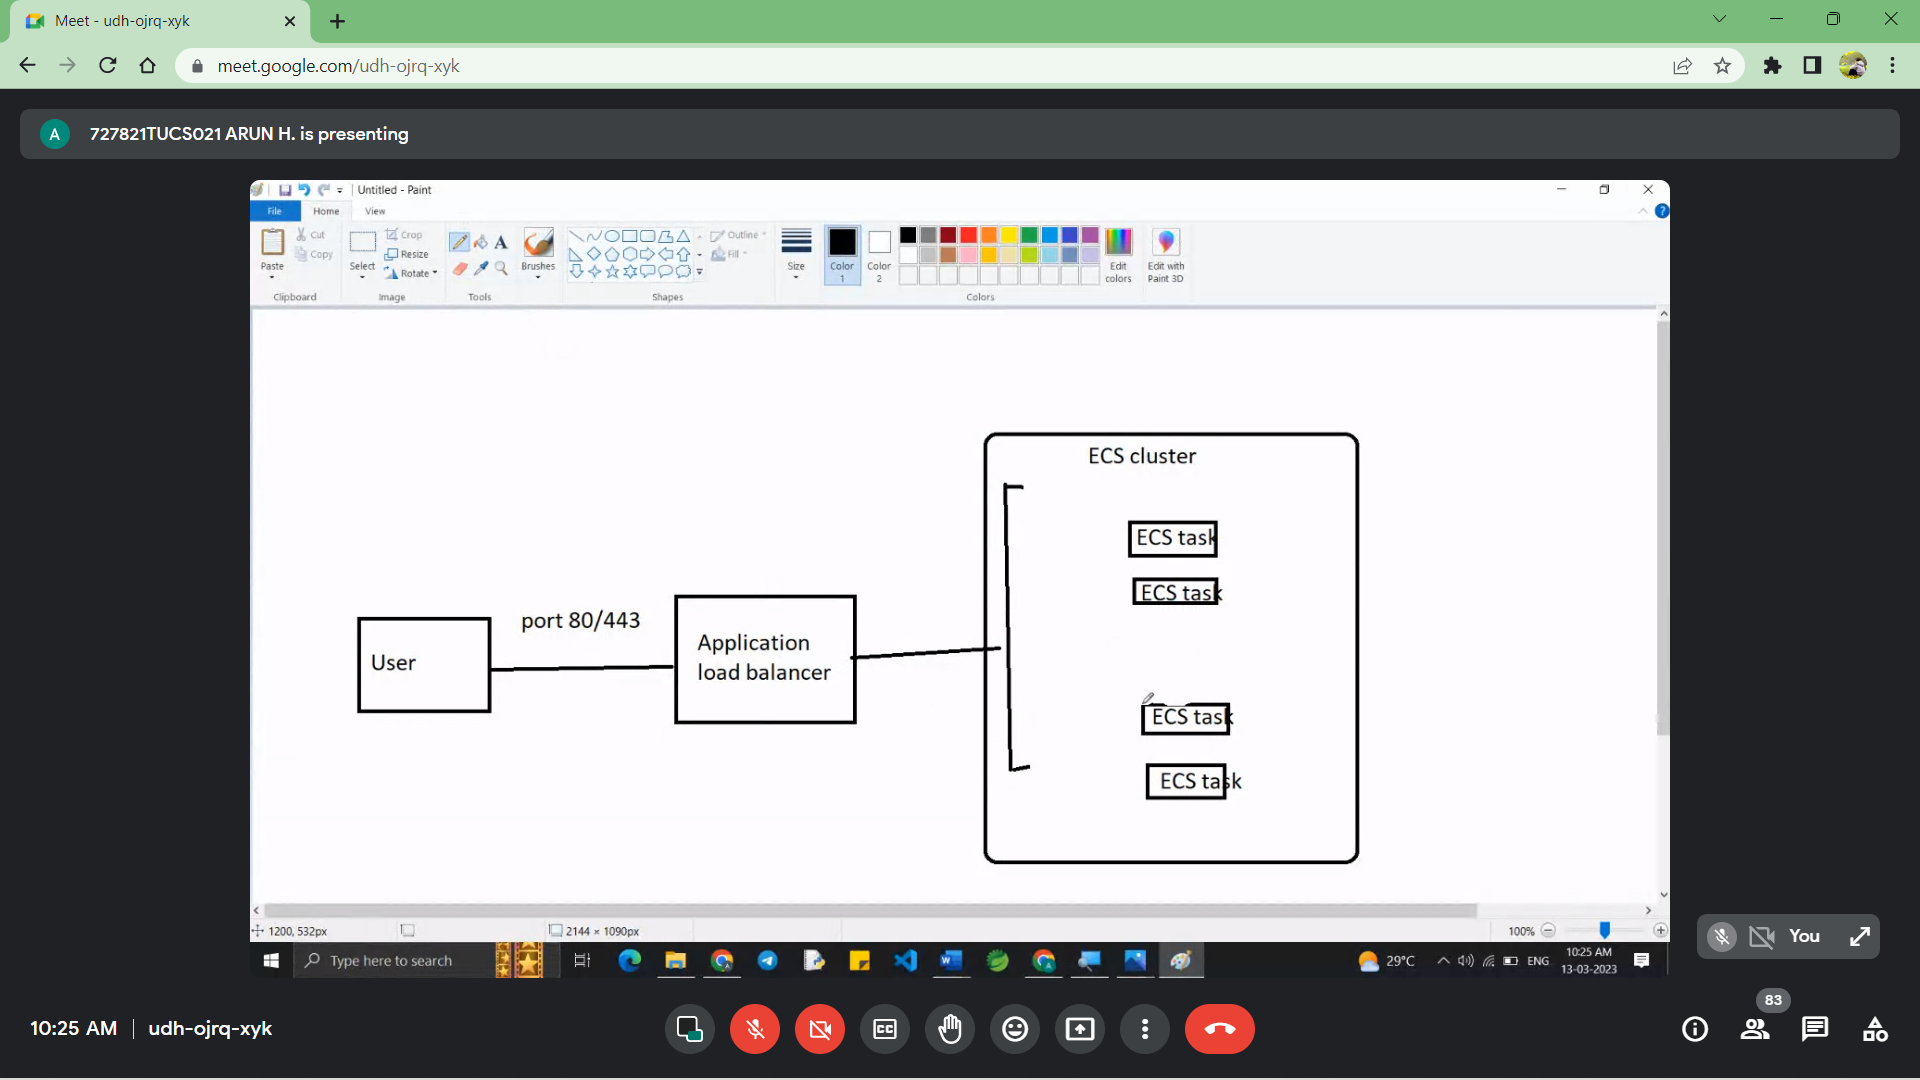 Meet - udh-ojrq-xyk
meet.google.com/udh-ojrq-xyk
A
727821TUCS021 ARUN H. is presenting
Untitled - Paint
File Home View
Paste
Cut
Copy
Clipboard
Select
Crop
Resize
Rotate
Image
A
Tools
Brushes
Shapes
Outline
Fill
Size
Color 1
Color 2
Colors
Edit colors
Edit with Paint 3D
?
ECS cluster
ECS task
ECS task
port 80/443
User
Application
load balancer
ECS task
ECS task
1200, 532px
2144 × 1090px
100%
Type here to search
29°C
ENG
10:25 AM
13-03-2023
You
10:25 AM | udh-ojrq-xyk
CC
83